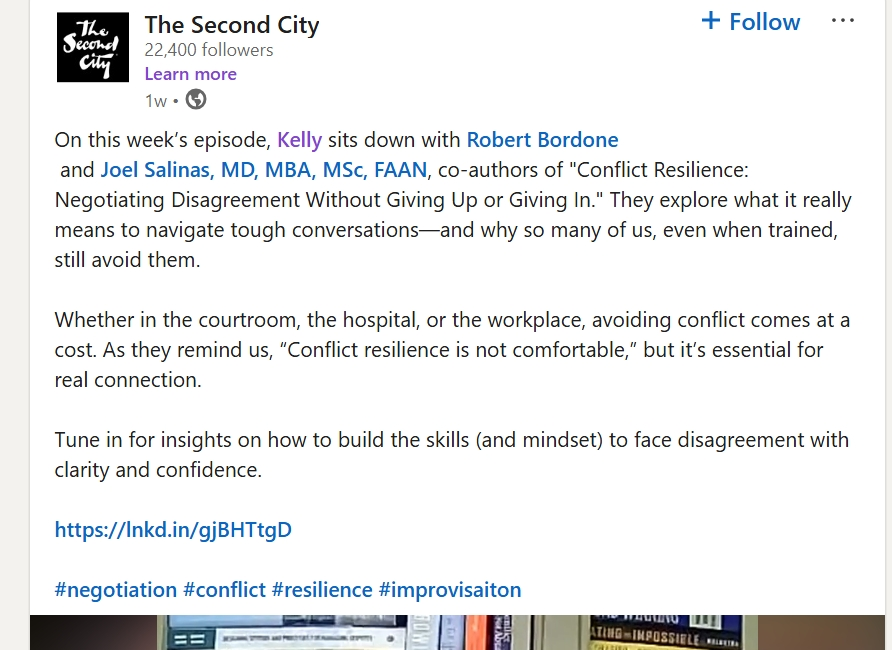 The
Second
City
The Second City
+ Follow
...
22,400 followers
Learn more
1w •
On this week’s episode, Kelly sits down with Robert Bordone
and Joel Salinas, MD, MBA, MSc, FAAN, co-authors of "Conflict Resilience:
Negotiating Disagreement Without Giving Up or Giving In." They explore what it really
means to navigate tough conversations—and why so many of us, even when trained,
still avoid them.
Whether in the courtroom, the hospital, or the workplace, avoiding conflict comes at a
cost. As they remind us, “Conflict resilience is not comfortable,” but it’s essential for
real connection.
Tune in for insights on how to build the skills (and mindset) to face disagreement with
clarity and confidence.
https://lnkd.in/gjBHTtgD
#negotiation #conflict #resilience #improvisaiton
IMPOSSIBLE